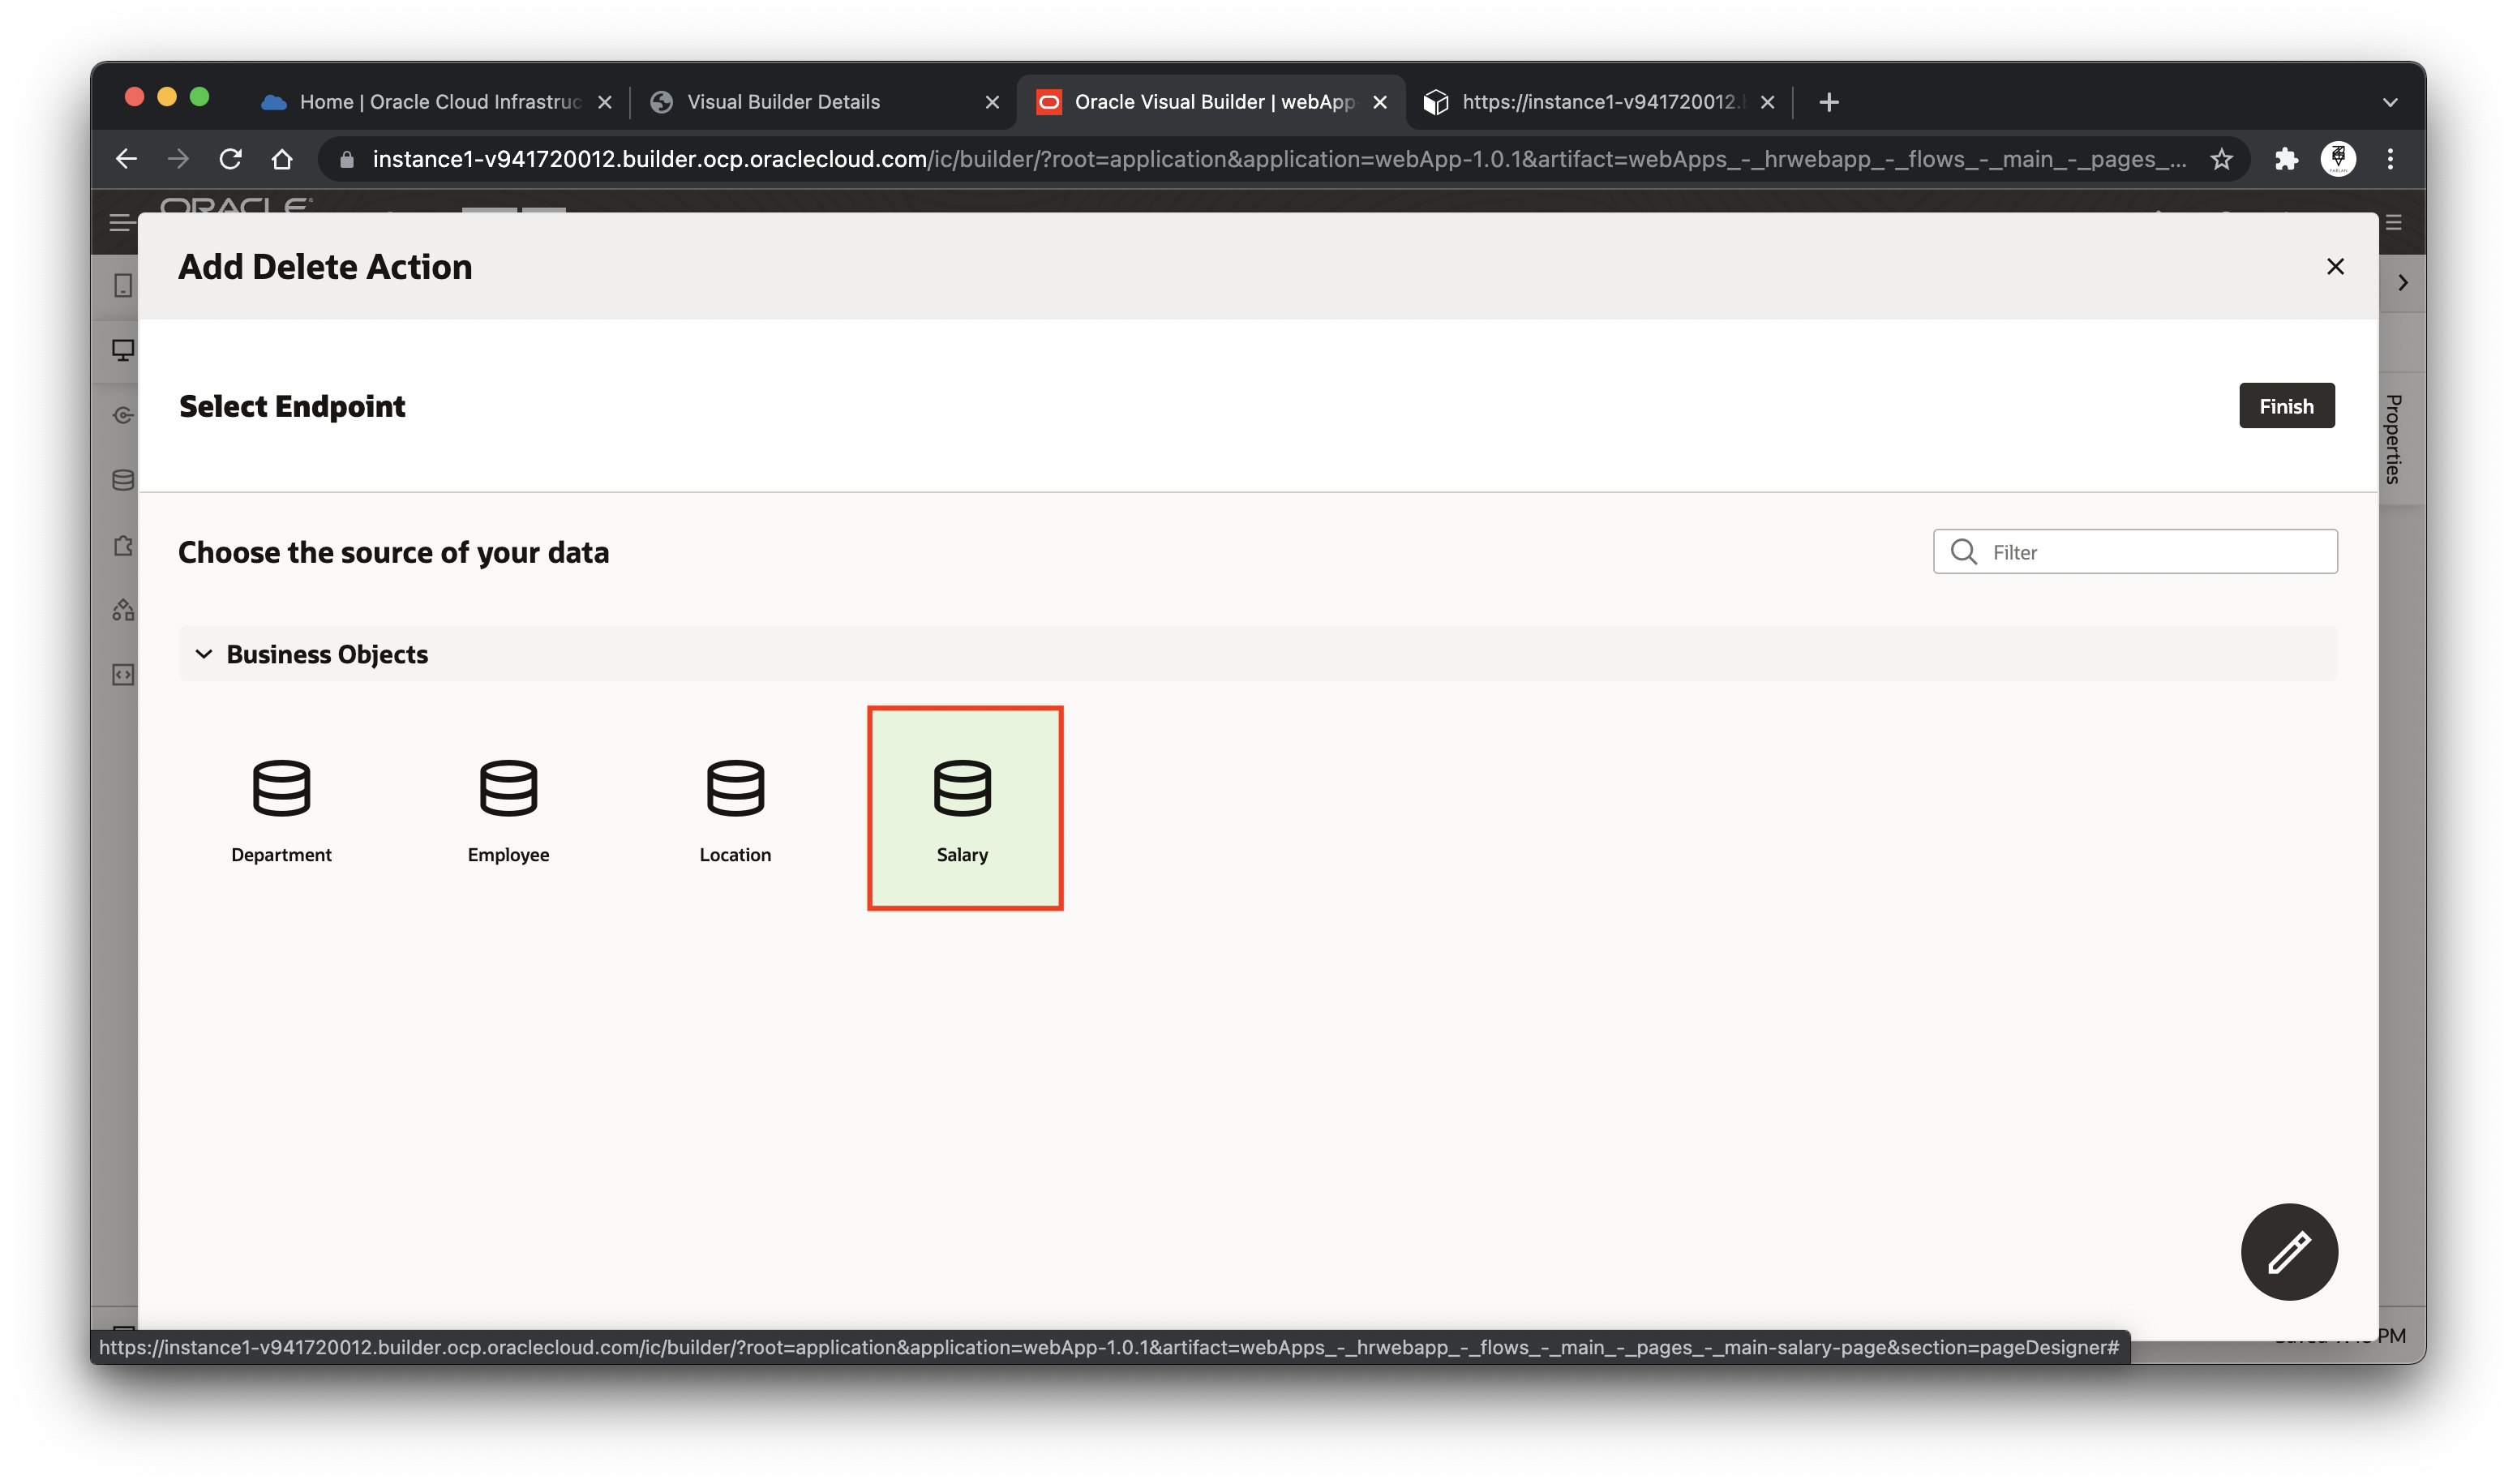 Home | Oracle Cloud Infrastruc
Visual Builder Details
Oracle Visual Builder | webApp
https://instance1-v941720012.
instance1-v941720012.builder.ocp.oraclecloud.com/ic/builder/?root=application&application=webApp-1.0.1&artifact=webApps_-_hrwebapp_-_flows_-_main_-_pages_...
ORACLE
Add Delete Action
Select Endpoint
Finish
Properties
Choose the source of your data
Filter
Business Objects
Department
Employee
Location
Salary
PM
https://instance1-v941720012.builder.ocp.oraclecloud.com/ic/builder/?root=application&application=webApp-1.0.1&artifact=webApps_-_hrwebapp_-_flows_-_main_-_pages_-_main-salary-page&section=pageDesigner#